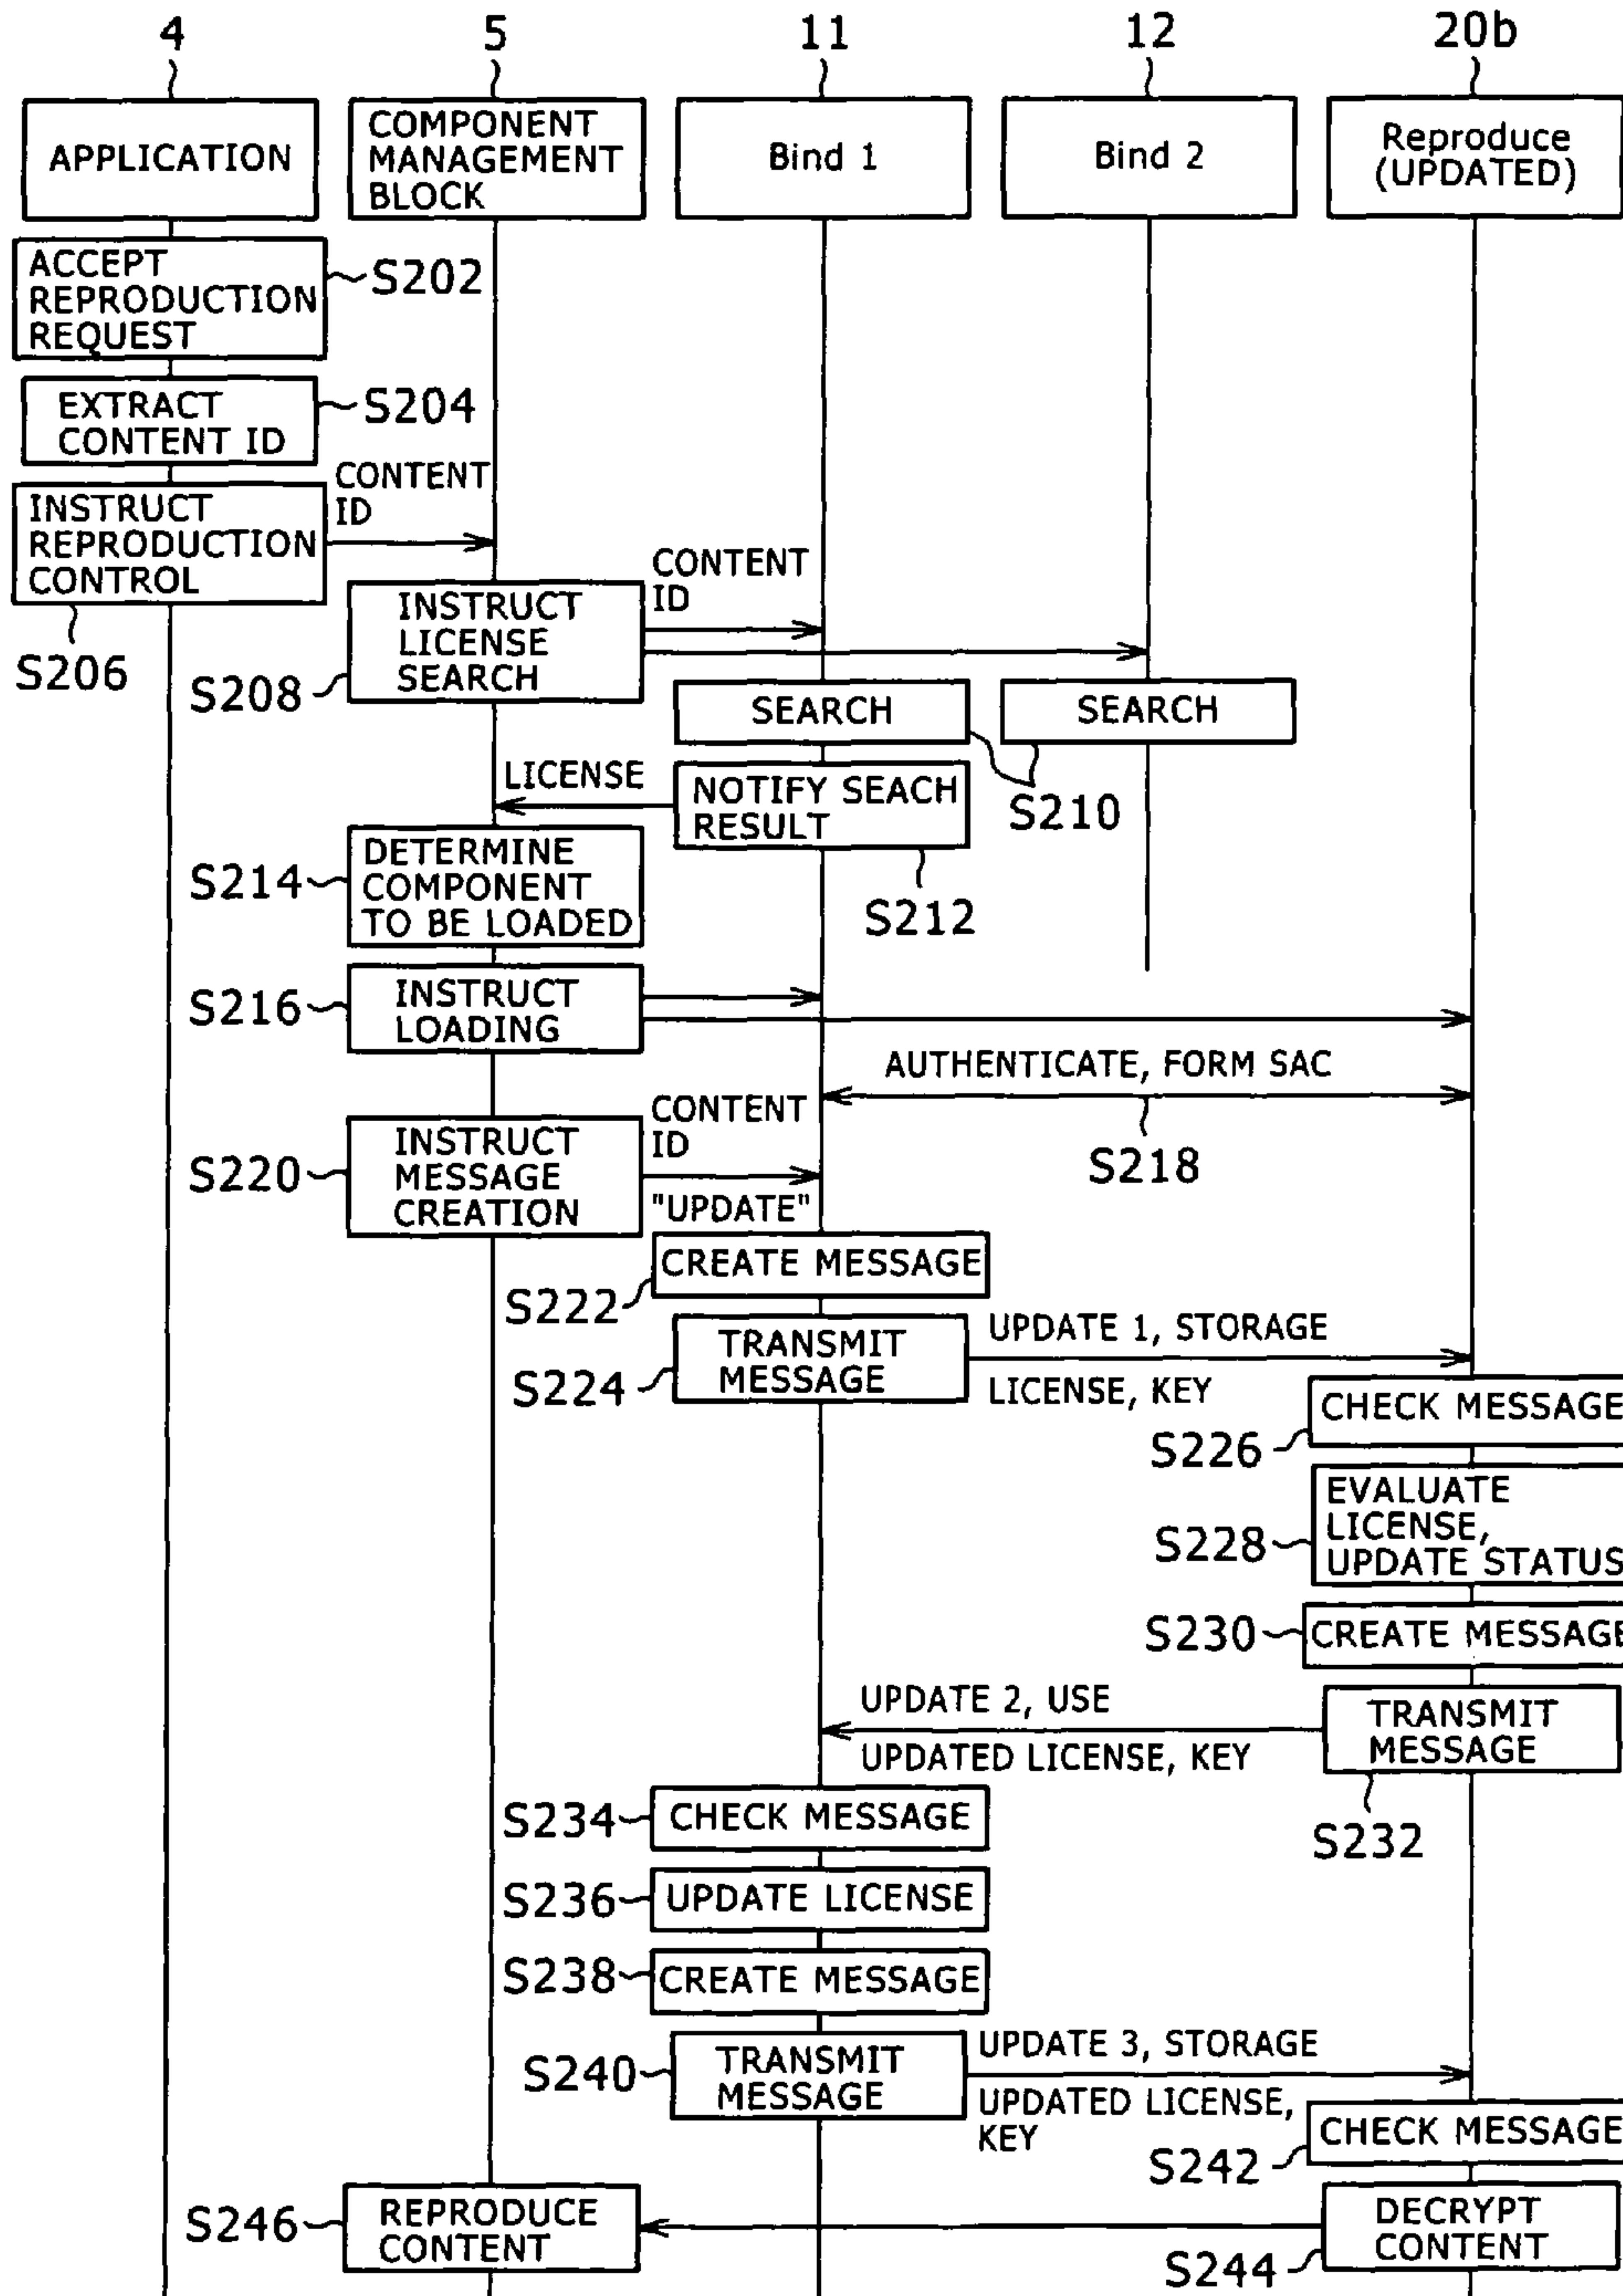 4
5
11
12
20b
APPLICATION
COMPONENT
MANAGEMENT
BLOCK
Bind 1
Bind 2
Reproduce
(UPDATED)
ACCEPT
REPRODUCTION
REQUEST
S202
EXTRACT
CONTENT ID
S204
INSTRUCT
REPRODUCTION
CONTROL
CONTENT
ID
S206
INSTRUCT
LICENSE
SEARCH
CONTENT
ID
S208
SEARCH
SEARCH
S210
LICENSE
NOTIFY SEACH
RESULT
S212
DETERMINE
COMPONENT
TO BE LOADED
S214
INSTRUCT
LOADING
S216
AUTHENTICATE, FORM SAC
S218
INSTRUCT
MESSAGE
CREATION
CONTENT
ID
"UPDATE"
S220
CREATE MESSAGE
S222
TRANSMIT
MESSAGE
S224
UPDATE 1, STORAGE
LICENSE, KEY
CHECK MESSAGE
S226
EVALUATE
LICENSE,
UPDATE STATUS
S228
CREATE MESSAGE
S230
UPDATE 2, USE
UPDATED LICENSE, KEY
TRANSMIT
MESSAGE
S232
S234
CHECK MESSAGE
S236
UPDATE LICENSE
S238
CREATE MESSAGE
S240
TRANSMIT
MESSAGE
UPDATE 3, STORAGE
UPDATED LICENSE,
KEY
CHECK MESSAGE
S242
S246
REPRODUCE
CONTENT
DECRYPT
CONTENT
S244